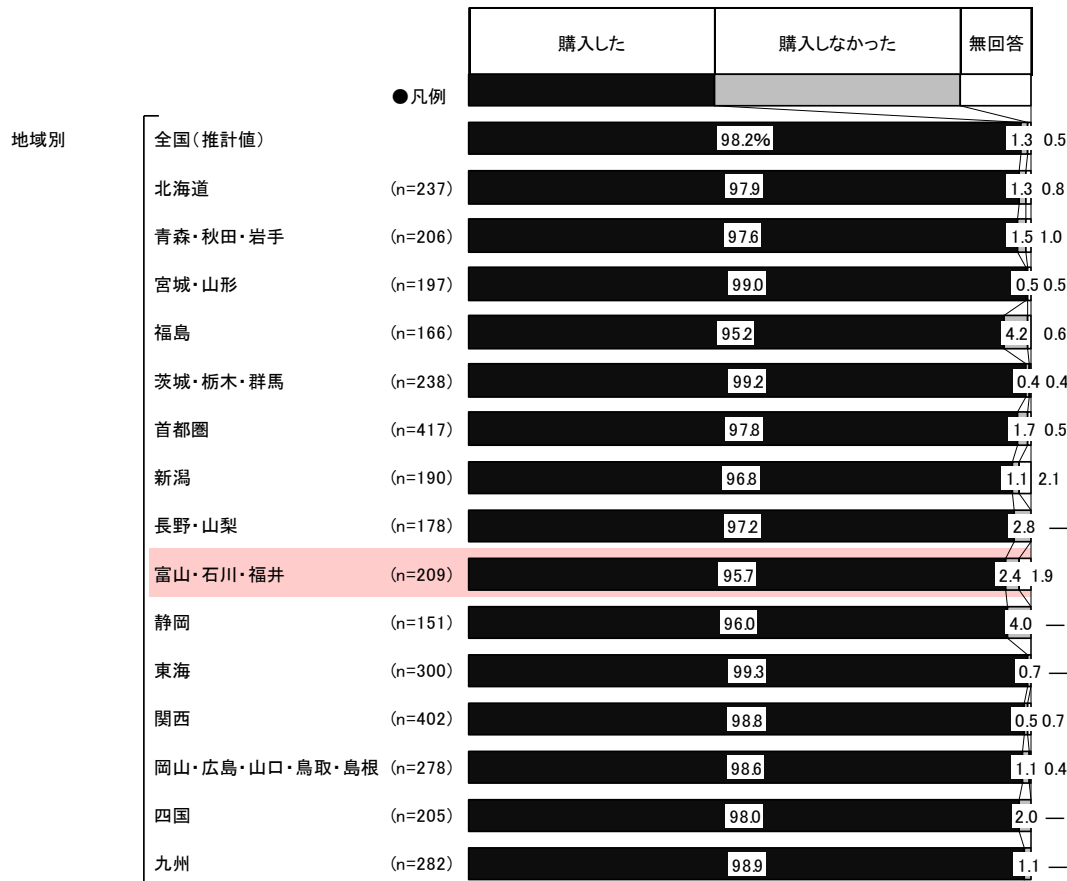 購入した 購入しなかった 無回答
●凡例
地域別 全国(推計値) 98.2% 1.3 0.5
北海道 (n=237) 97.9 1.3 0.8
青森・秋田・岩手 (n=206) 97.6 1.5 1.0
宮城・山形 (n=197) 99.0 0.5 0.5
福島 (n=166) 95.2 4.2 0.6
茨城・栃木・群馬 (n=238) 99.2 0.4 0.4
首都圏 (n=417) 97.8 1.7 0.5
新潟 (n=190) 96.8 1.1 2.1
長野・山梨 (n=178) 97.2 2.8 —
富山・石川・福井 (n=209) 95.7 2.4 1.9
静岡 (n=151) 96.0 4.0 —
東海 (n=300) 99.3 0.7 —
関西 (n=402) 98.8 0.5 0.7
岡山・広島・山口・鳥取・島根 (n=278) 98.6 1.1 0.4
四国 (n=205) 98.0 2.0 —
九州 (n=282) 98.9 1.1 —